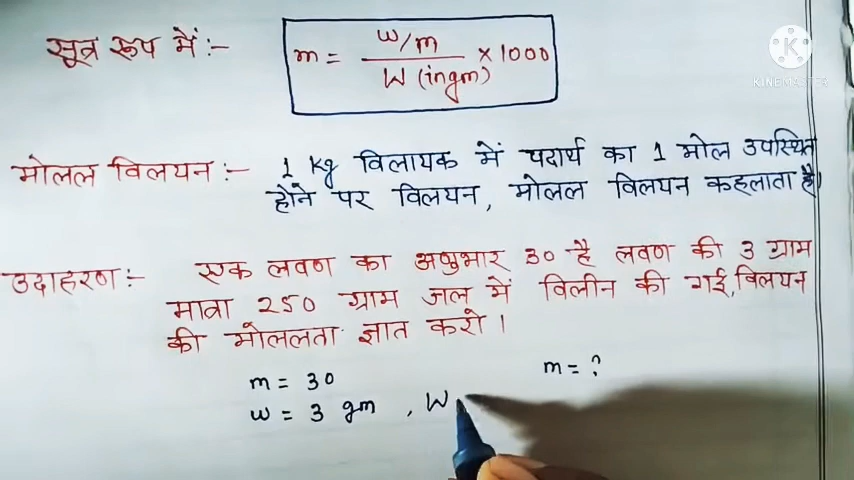 सूत्र रूप में :- m = w/m / W (in gm) × 1000
K
KINEMASTER
मोलल विलयन :- 1 Kg विलायक में पदार्थ का 1 मोल उपस्थित
होने पर विलयन, मोलल विलयन कहलाता है।
उदाहरण :- एक लवण का अणुभार 30 है लवण की 3 ग्राम
मात्रा 250 ग्राम जल में विलीन की गई, विलयन
की मोललता ज्ञात करो।
m = 30 m = ?
w = 3 gm , W